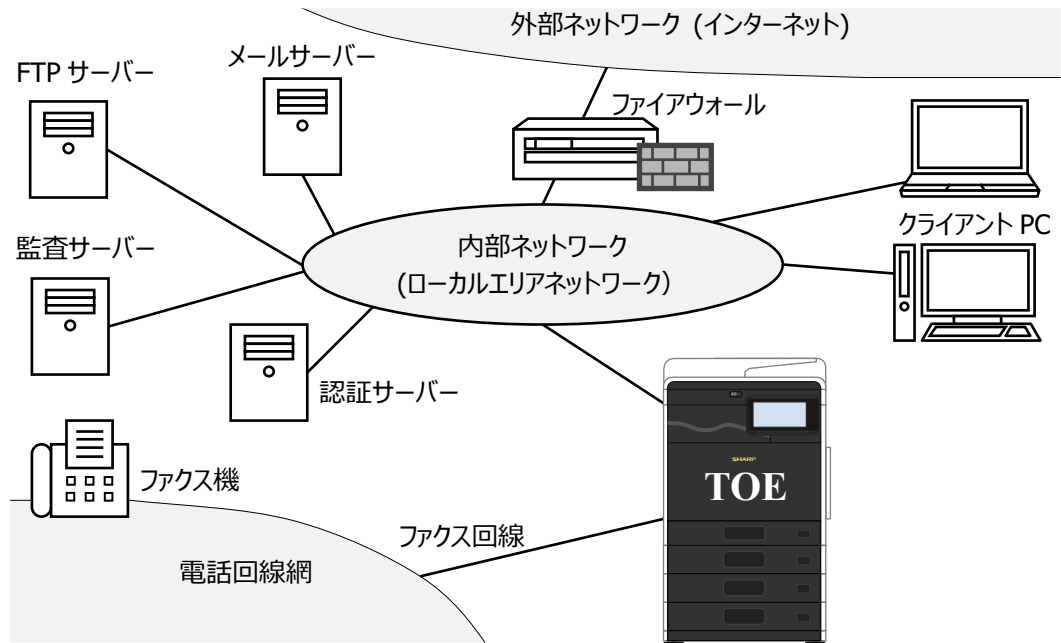 外部ネットワーク (インターネット)
メールサーバー
FTP サーバー
ファイアウォール
クライアント PC
内部ネットワーク
(ローカルエリアネットワーク)
監査サーバー
認証サーバー
SHARP
TOE
ファクス機
ファクス回線
電話回線網